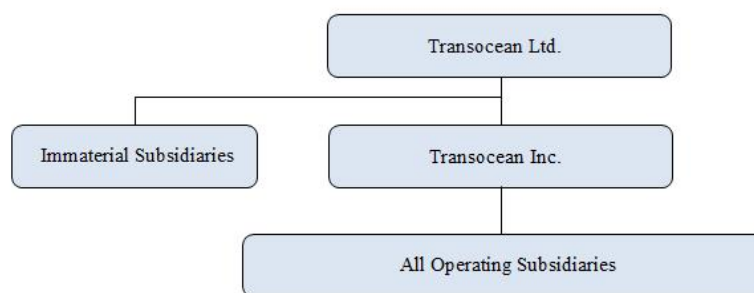 Transocean Ltd.
Immaterial Subsidiaries
Transocean Inc.
All Operating Subsidiaries